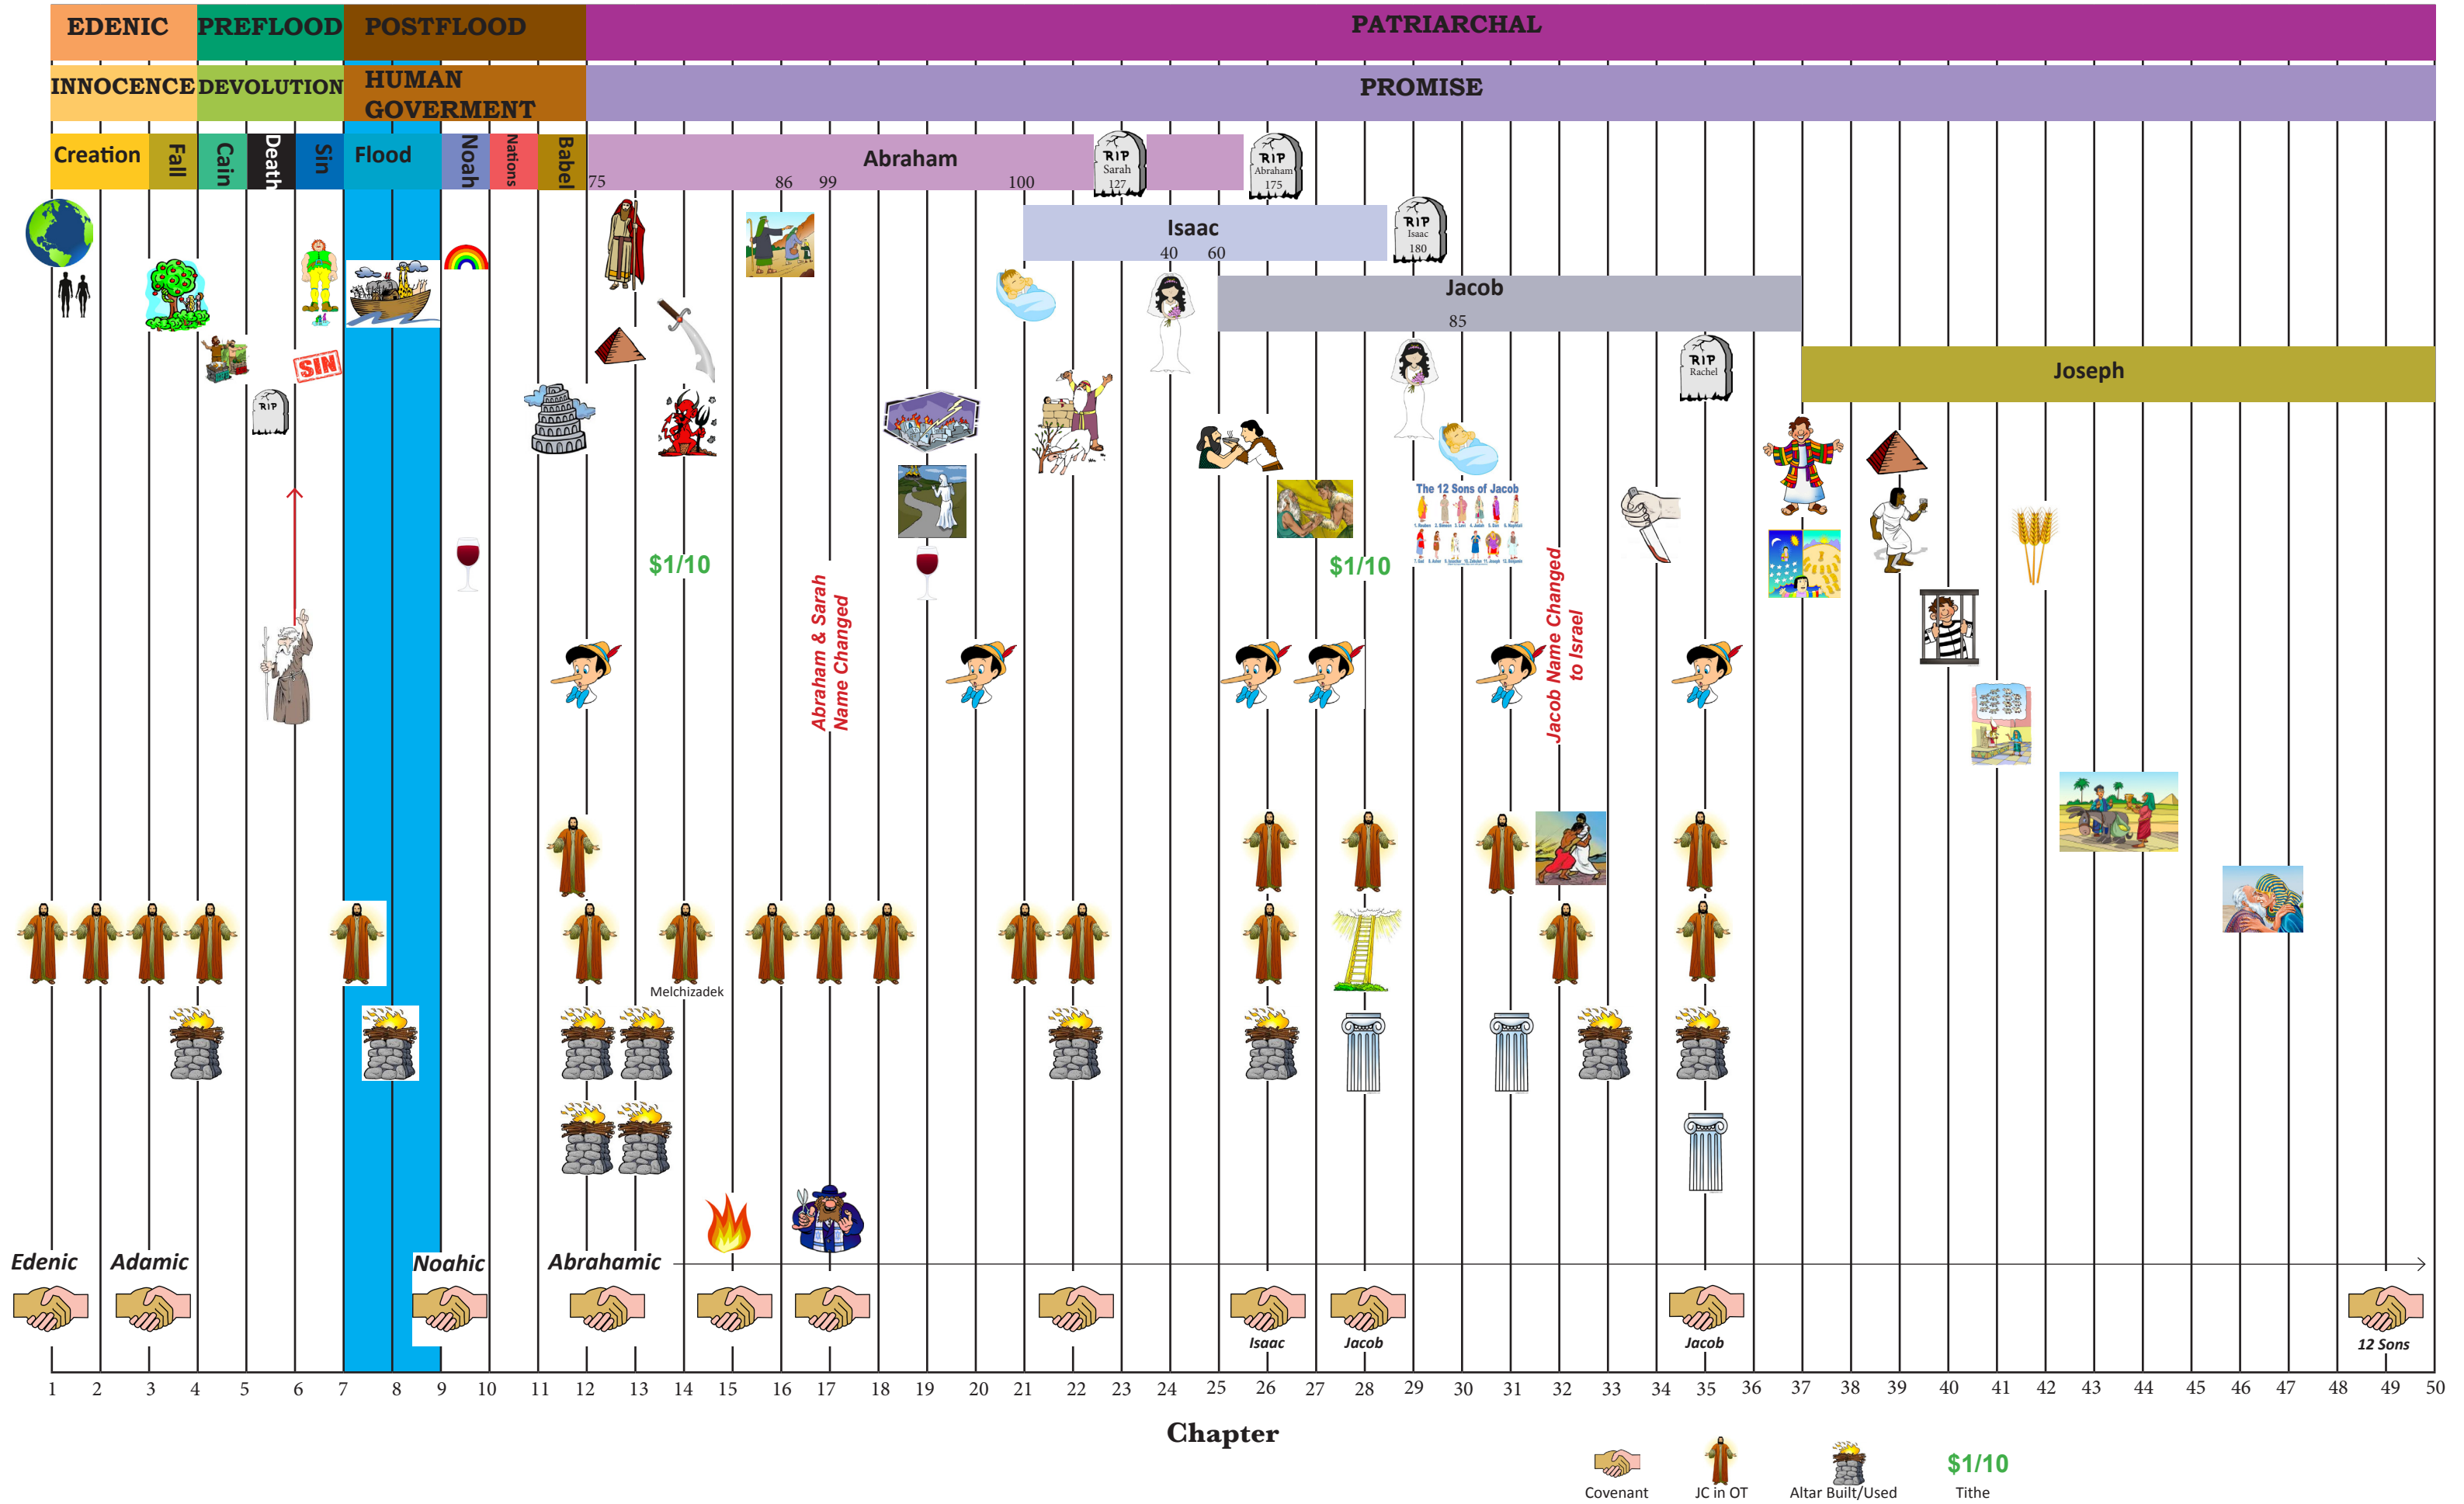 EDENIC
PREFLOOD
POSTFLOOD
PATRIARCHAL
INNOCENCE
DEVOLUTION
HUMAN
GOVERMENT
PROMISE
Creation
Fall
Cain
Death
Sin
Flood
Noah
Nations
Babel
Abraham
75
86
99
100
RIP
Sarah
127
RIP
Abraham
175
Isaac
40
60
RIP
Isaac
180
Jacob
85
RIP
Rachel
Joseph
SIN
RIP
The 12 Sons of Jacob
$1/10
$1/10
Abraham & Sarah
Name Changed
Jacob Name Changed
to Israel
Melchizadek
Edenic
Adamic
Noahic
Abrahamic
Isaac
Jacob
Jacob
12 Sons
1 2 3 4 5 6 7 8 9 10 11 12 13 14 15 16 17 18 19 20 21 22 23 24 25 26 27 28 29 30 31 32 33 34 35 36 37 38 39 40 41 42 43 44 45 46 47 48 49 50
Chapter
Covenant
JC in OT
Altar Built/Used
$1/10
Tithe